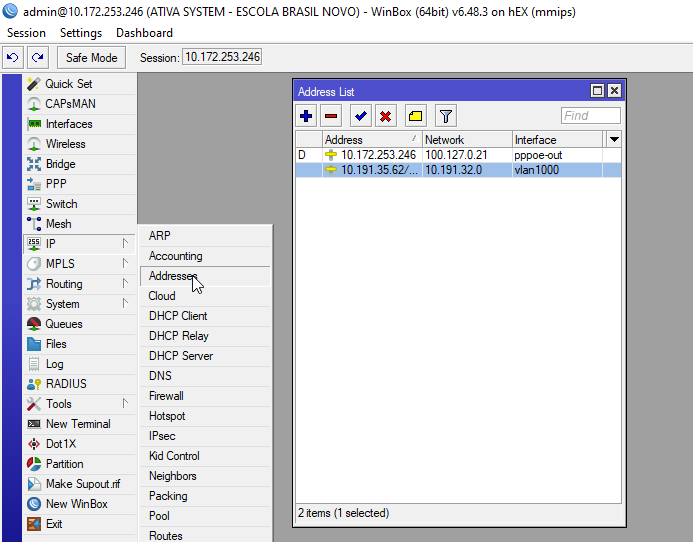 admin@10.172.253.246 (ATIVA SYSTEM - ESCOLA BRASIL NOVO) - WinBox (64bit) v6.48.3 on hEX (mmips)
Session Settings Dashboard
Safe Mode Session: 10.172.253.246
Quick Set
CAPsMAN
Interfaces
Wireless
Bridge
PPP
Switch
Mesh
IP
MPLS
Routing
System
Queues
Files
Log
RADIUS
Tools
New Terminal
Dot1X
Partition
Make Supout.rif
New WinBox
Exit
ARP
Accounting
Addresses
Cloud
DHCP Client
DHCP Relay
DHCP Server
DNS
Firewall
Hotspot
IPsec
Kid Control
Neighbors
Packing
Pool
Routes
Address List
Find
Address Network Interface
D 10.172.253.246 100.127.0.21 pppoe-out
10.191.35.62/... 10.191.32.0 vlan1000
2 items (1 selected)